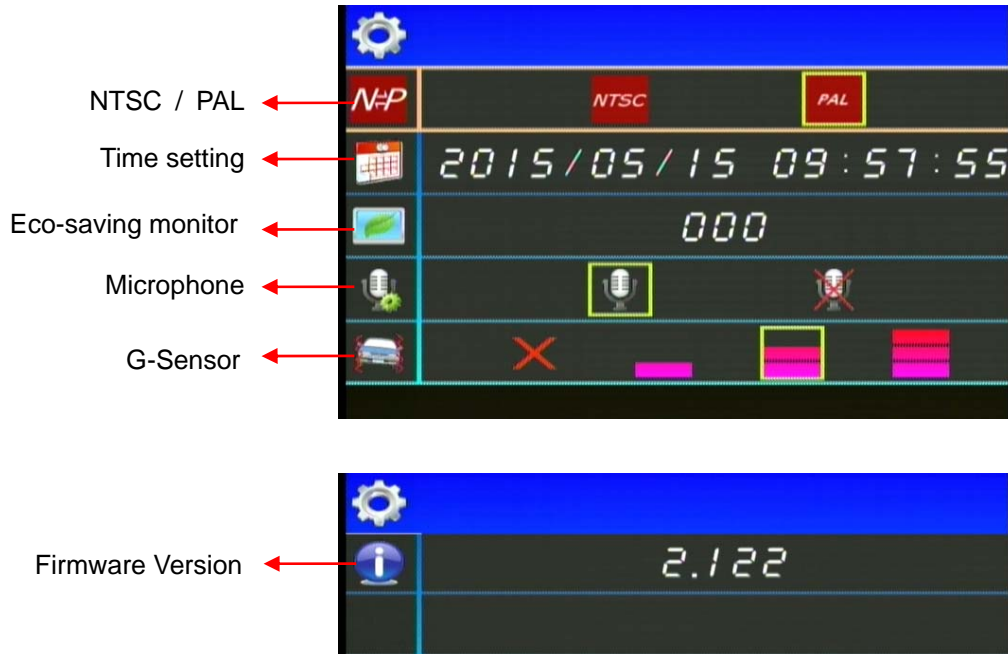 NTSC / PAL
N⇌P NTSC PAL
Time setting
2015/05/15 09:57:55
Eco-saving monitor
000
Microphone
G-Sensor
Firmware Version
2.122